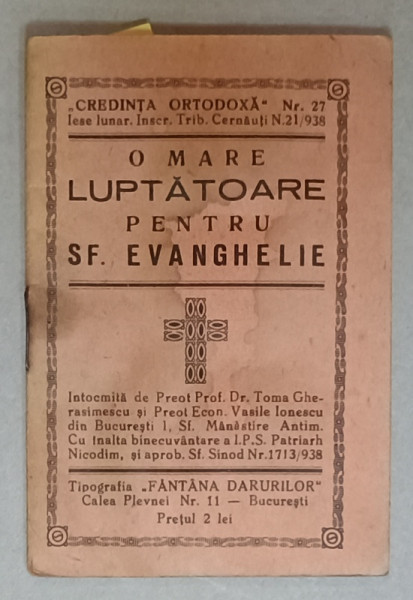 „CREDINȚA ORTODOXĂ“ Nr. 27
Iese lunar. Inscr. Trib. Cernăuți N.21/938
O MARE
LUPTĂTOARE
PENTRU
SF. EVANGHELIE
Intocmită de Preot Prof. Dr. Toma Ghe-
rasimescu și Preot Econ. Vasile Ionescu
din București I, Sf. Mănăstire Antim.
Cu înalta binecuvântare a I.P.S. Patriarh
Nicodim, și aprob. Sf. Sinod Nr.1713/938
Tipografia „FÂNTÂNA DARURILOR“
Calea Plevnei Nr. 11 — București
Prețul 2 lei